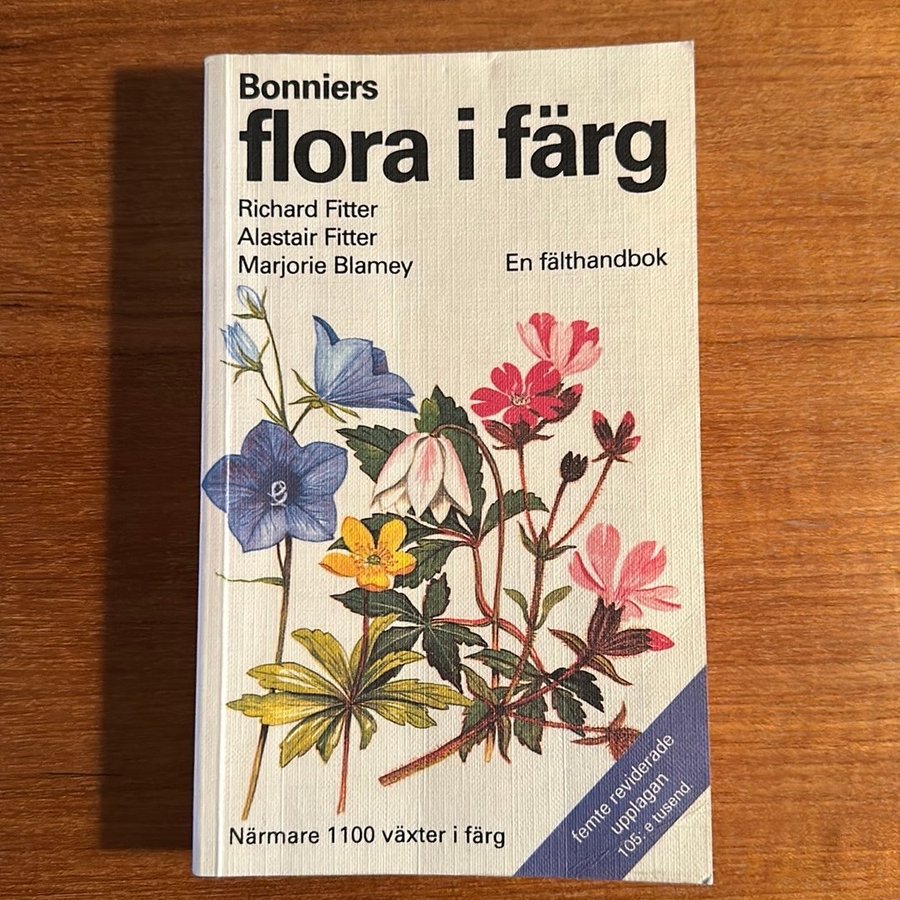 Bonniers
flora i färg
Richard Fitter
Alastair Fitter
Marjorie Blamey
En fälthandbok
Närmare 1100 växter i färg
femte reviderade
upplagan
105: e tusend.